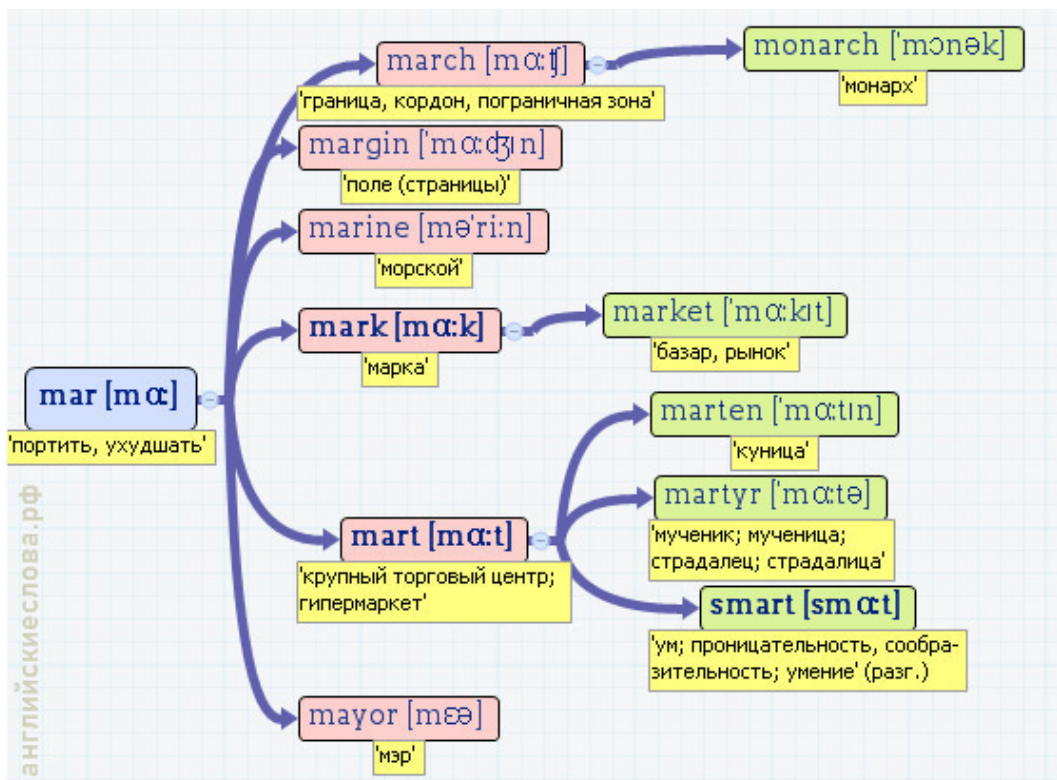 march [mɑ:ʧ]
'граница, кордон, пограничная зона'
monarch ['mɔnək]
'монарх'
margin ['mɑ:ʤɪn]
'поле (страницы)'
marine [mə'ri:n]
'морской'
mark [mɑ:k]
'марка'
market ['mɑ:kɪt]
'базар, рынок'
mar [mɑ:]
'портить, ухудшать'
mart [mɑ:t]
'крупный торговый центр;
гипермаркет'
marten ['mɑ:tɪn]
'куница'
martyr ['mɑ:tə]
'мученик; мученица;
страдалец; страдалица'
smart [smɑ:t]
'ум; проницательность, сообра-
зительность; умение' (разг.)
mayor [mɛə]
'мэр'
английскиеслова.рф